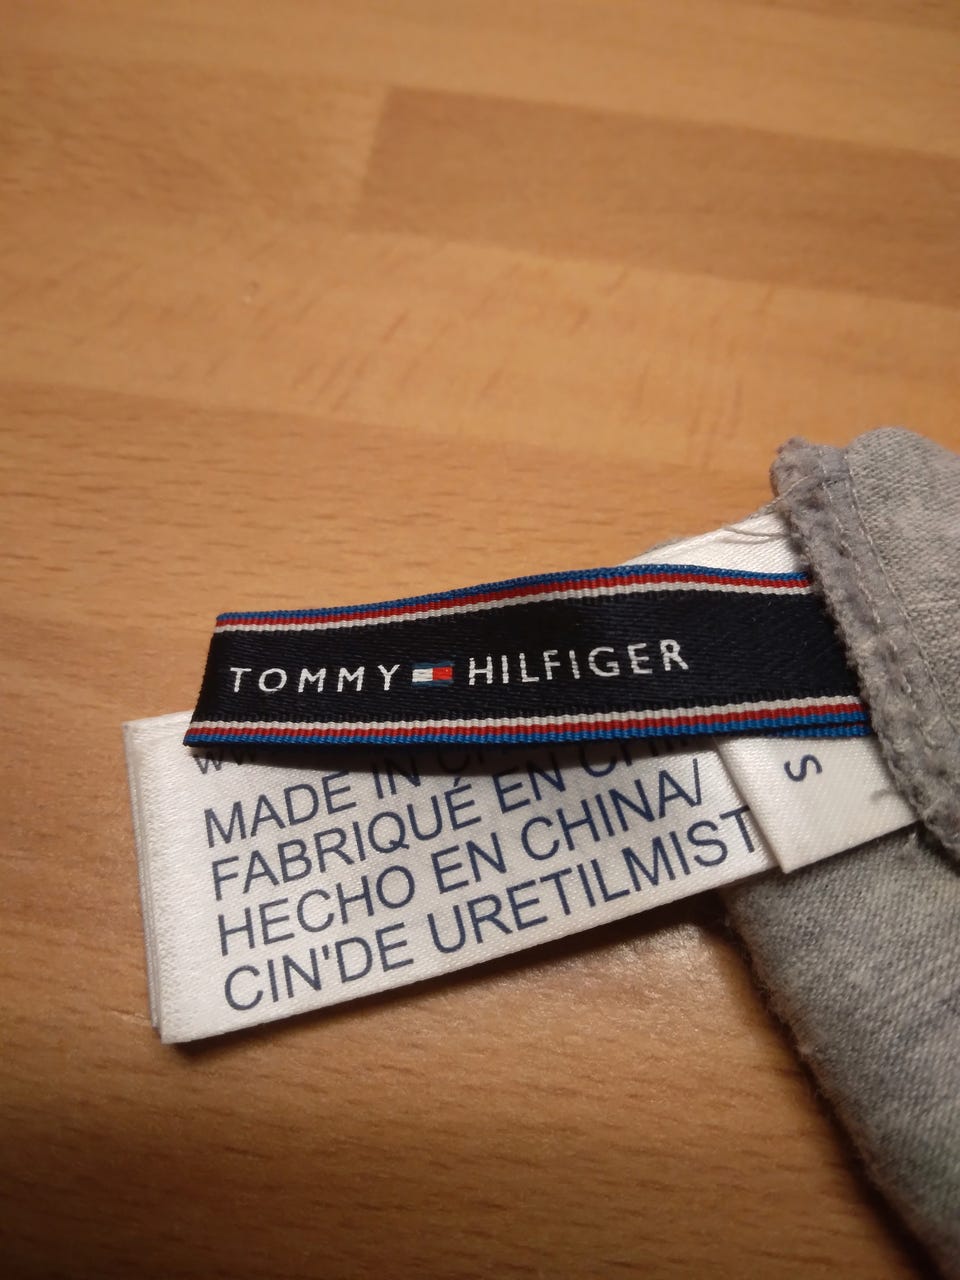 TOMMY HILFIGER
MADE IN
FABRIQUÉ EN
HECHO EN CHINA/
CIN'DE URETILMIST
S